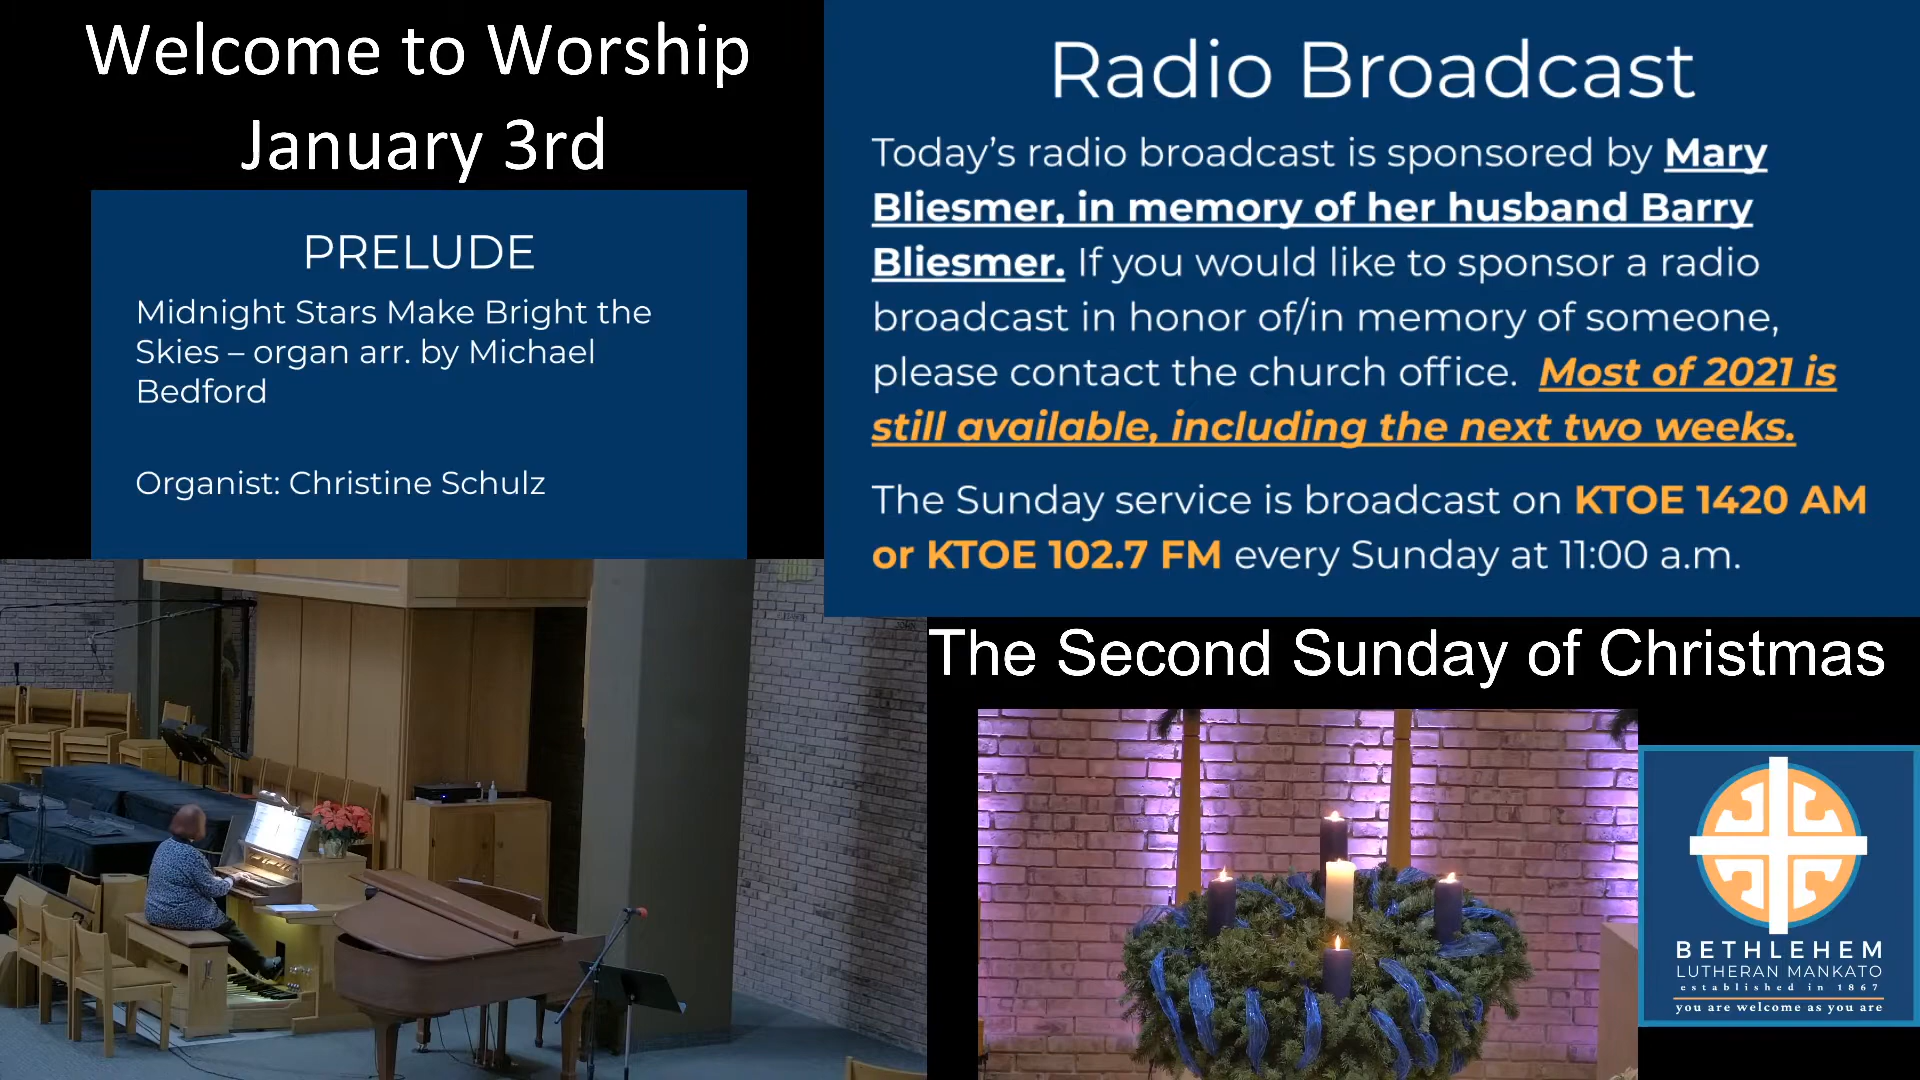 Welcome to Worship
January 3rd
PRELUDE
Midnight Stars Make Bright the
Skies – organ arr. by Michael
Bedford
Organist: Christine Schulz
Radio Broadcast
Today’s radio broadcast is sponsored by Mary
Bliesmer, in memory of her husband Barry
Bliesmer. If you would like to sponsor a radio
broadcast in honor of/in memory of someone,
please contact the church office. Most of 2021 is
still available, including the next two weeks.
The Sunday service is broadcast on KTOE 1420 AM
or KTOE 102.7 FM every Sunday at 11:00 a.m.
The Second Sunday of Christmas
BETHLEHEM
LUTHERAN MANKATO
established in 1867
you are welcome as you are